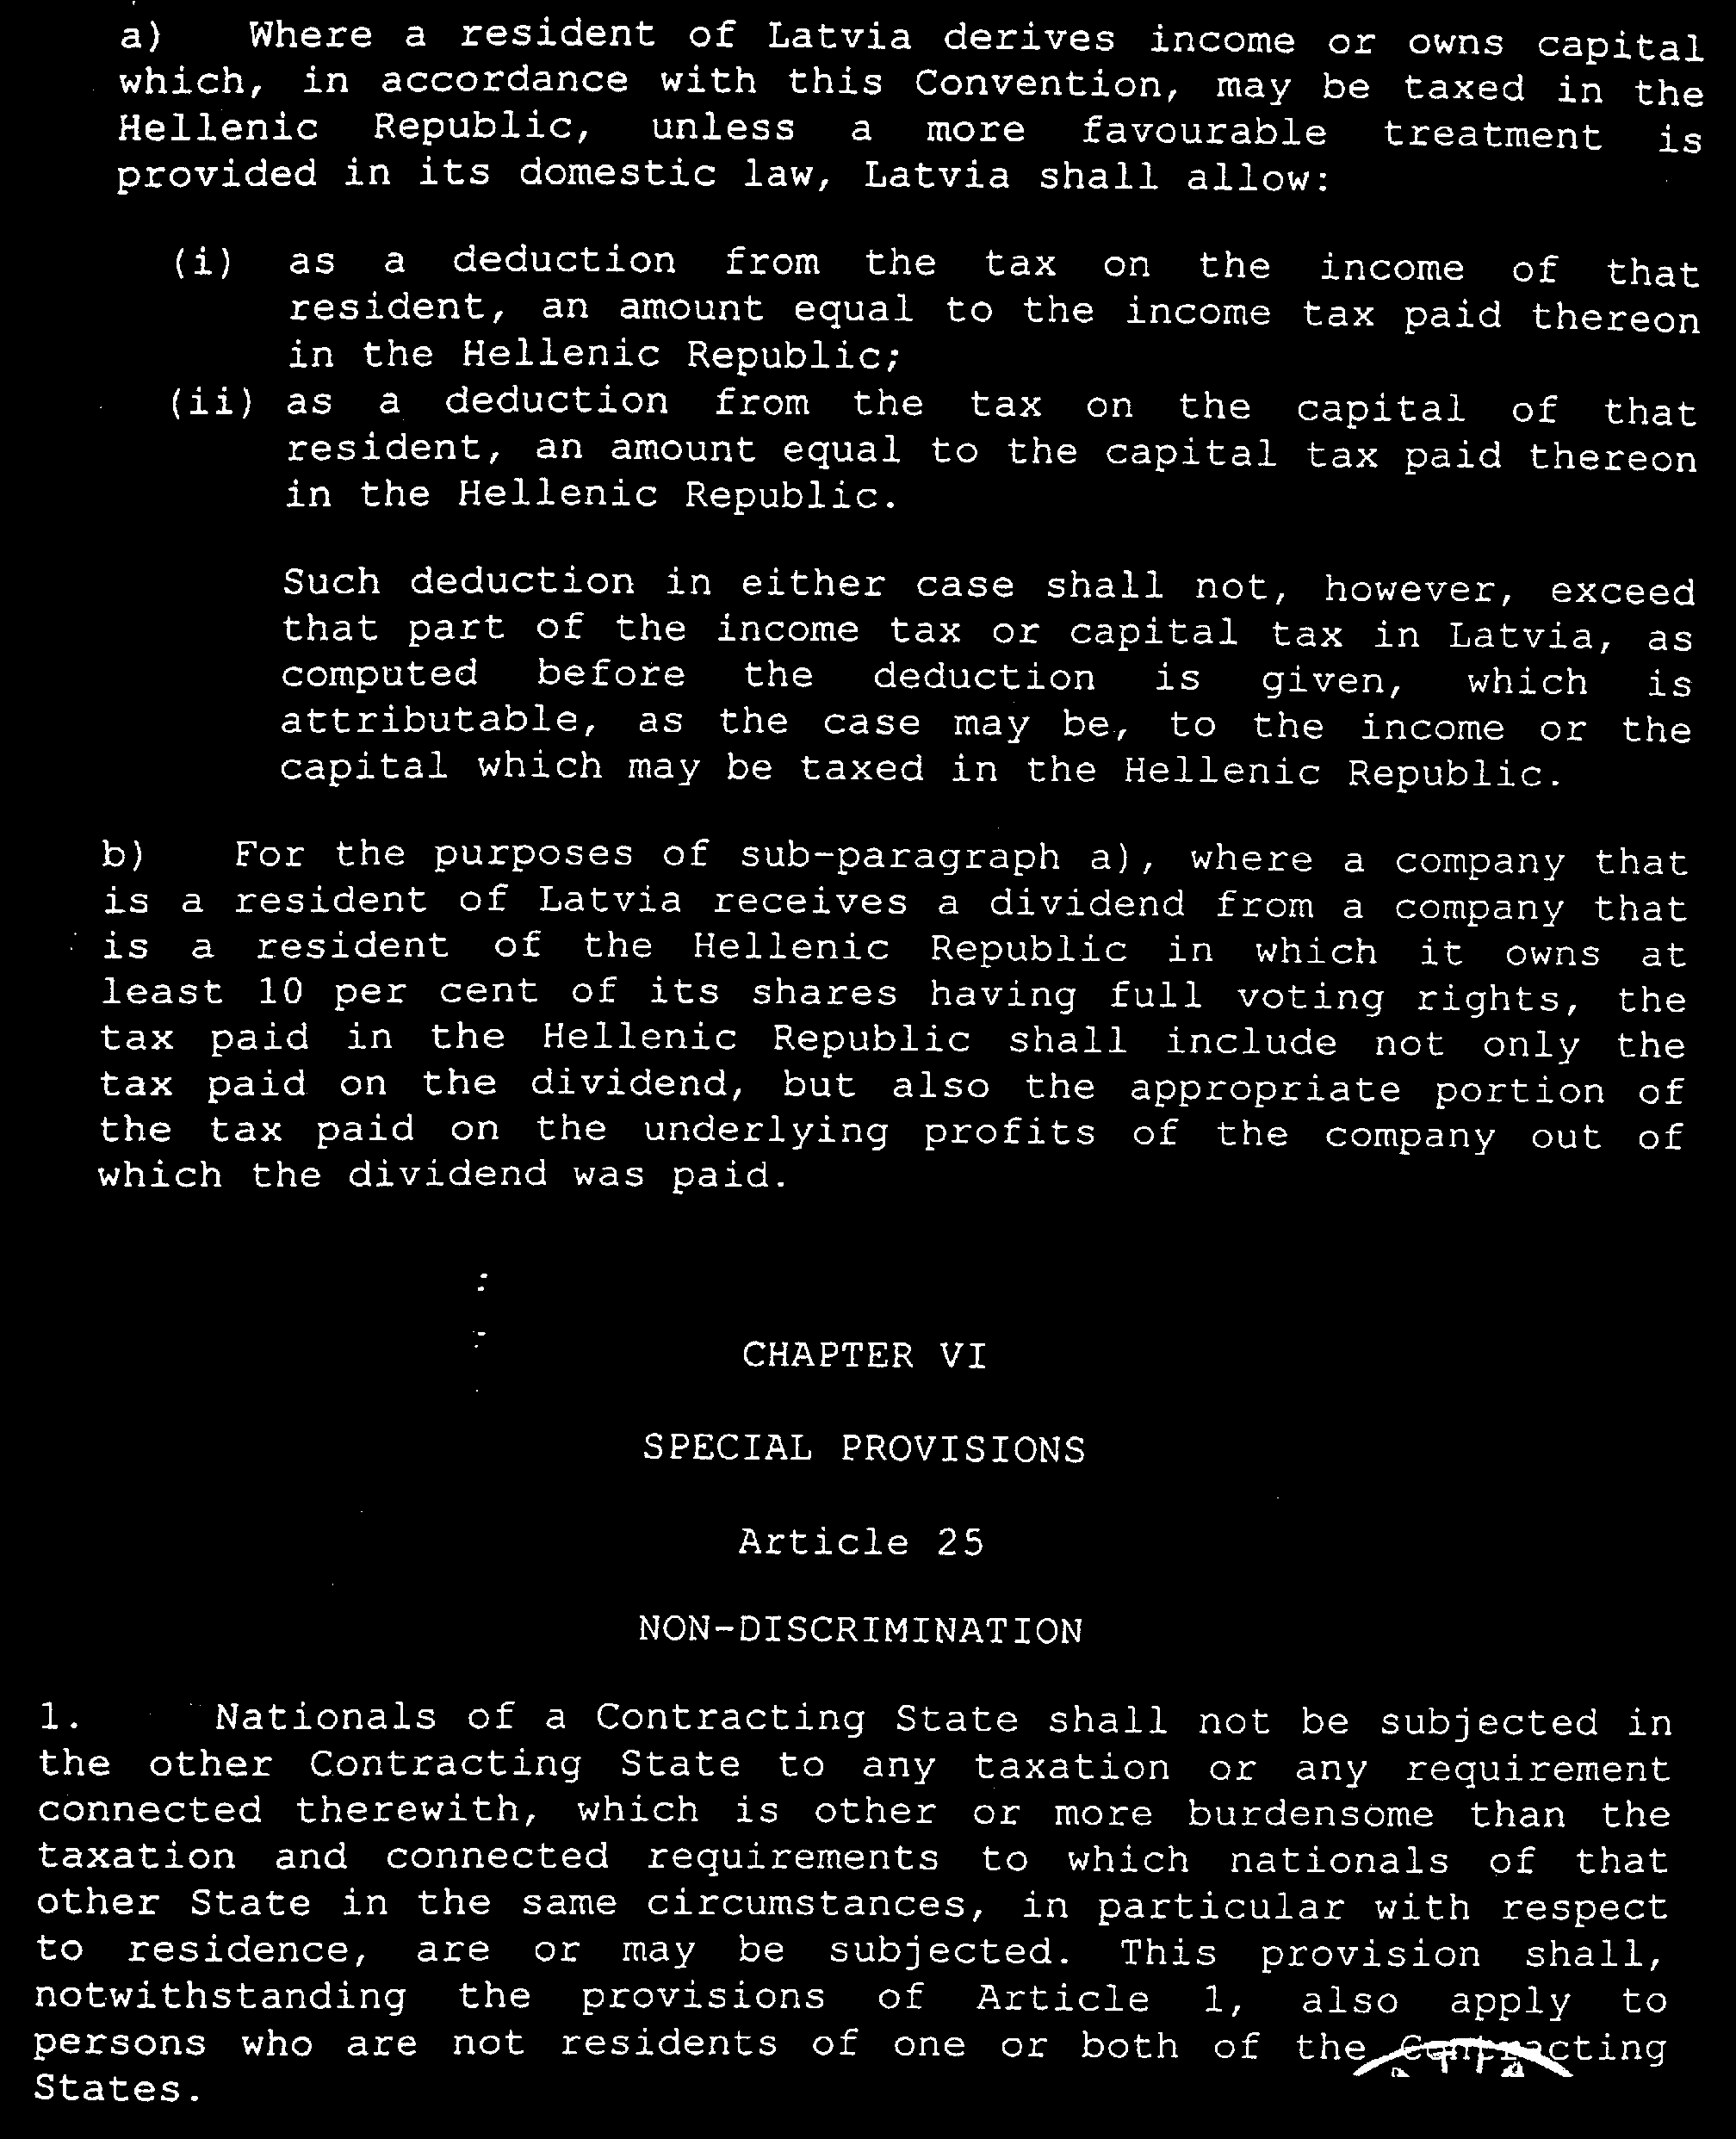 a) Where a resident of Latvia derives income or owns capital
which, in accordance with this Convention, may be taxed in the
Hellenic Republic, unless a more favourable treatment is
provided in its domestic law, Latvia shall allow:
(i) as a deduction from the tax on the income of that
resident, an amount equal to the income tax paid thereon
in the Hellenic Republic;
(ii) as a deduction from the tax on the capital of that
resident, an amount equal to the capital tax paid thereon
in the Hellenic Republic.
Such deduction in either case shall not, however, exceed
that part of the income tax or capital tax in Latvia, as
computed before the deduction is given, which is
attributable, as the case may be, to the income or the
capital which may be taxed in the Hellenic Republic.
b) For the purposes of sub-paragraph a), where a company that
is a resident of Latvia receives a dividend from a company that
is a resident of the Hellenic Republic in which it owns at
least 10 per cent of its shares having full voting rights, the
tax paid in the Hellenic Republic shall include not only the
tax paid on the dividend, but also the appropriate portion of
the tax paid on the underlying profits of the company out of
which the dividend was paid.
CHAPTER VI
SPECIAL PROVISIONS
Article 25
NON-DISCRIMINATION
1. Nationals of a Contracting State shall not be subjected in
the other Contracting State to any taxation or any requirement
connected therewith, which is other or more burdensome than the
taxation and connected requirements to which nationals of that
other State in the same circumstances, in particular with respect
to residence, are or may be subjected. This provision shall,
notwithstanding the provisions of Article 1, also apply to
persons who are not residents of one or both of the Contracting
States.